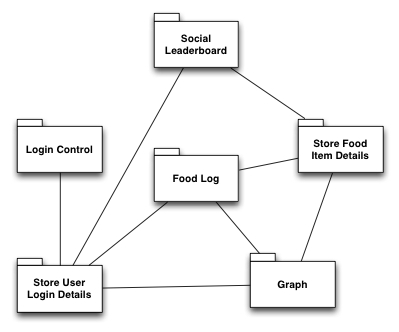 Social
Leaderboard
Login Control
Store Food
Item Details
Food Log
Store User
Login Details
Graph